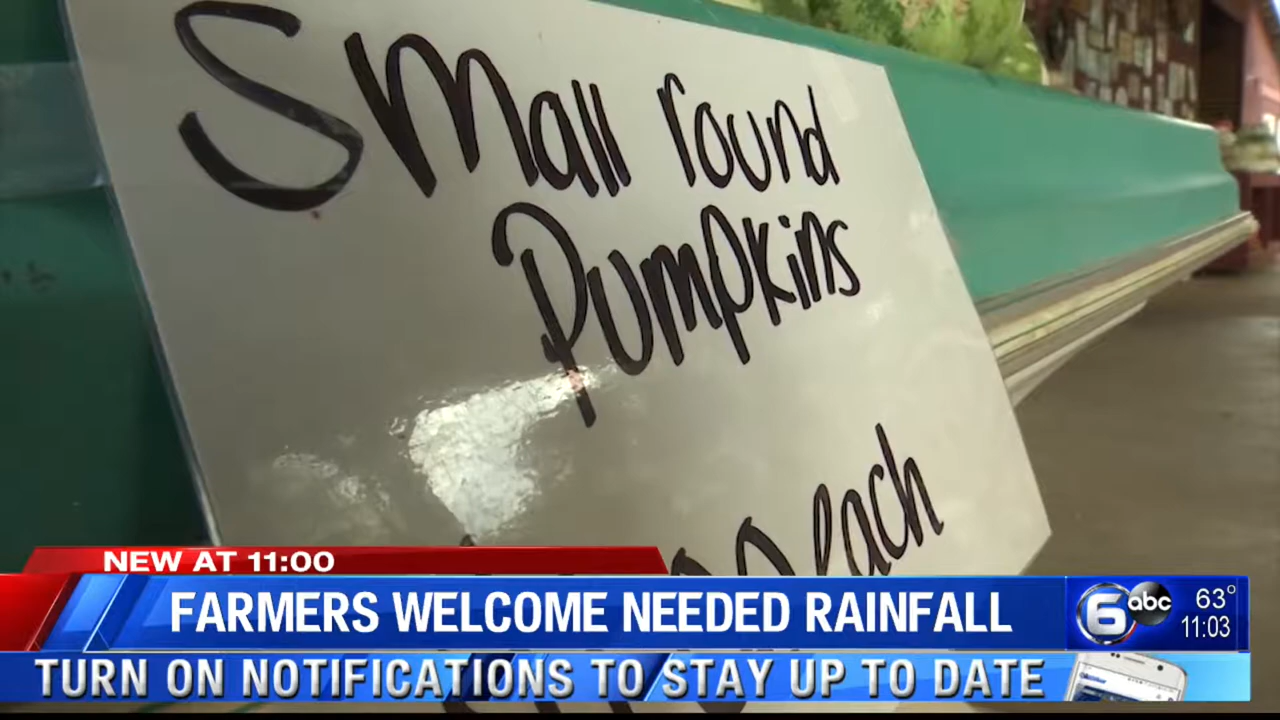 Small round
Pumpkins
each
NEW AT 11:00
FARMERS WELCOME NEEDED RAINFALL
6 abc
63°
11:03
TURN ON NOTIFICATIONS TO STAY UP TO DATE